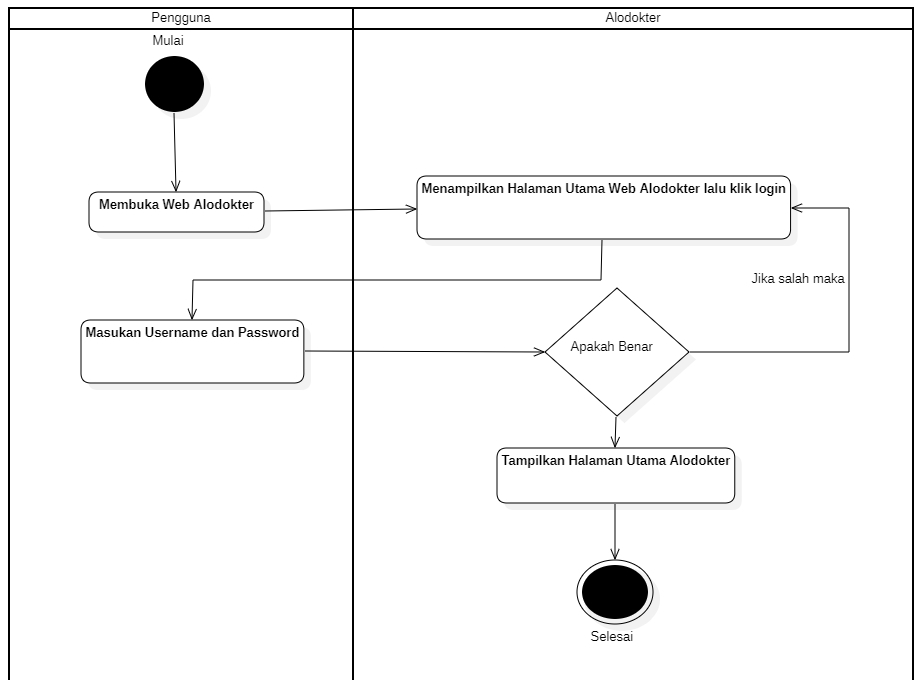 Pengguna
Alodokter
Mulai
Membuka Web Alodokter
Menampilkan Halaman Utama Web Alodokter lalu klik login
Jika salah maka
Masukan Username dan Password
Apakah Benar
Tampilkan Halaman Utama Alodokter
Selesai